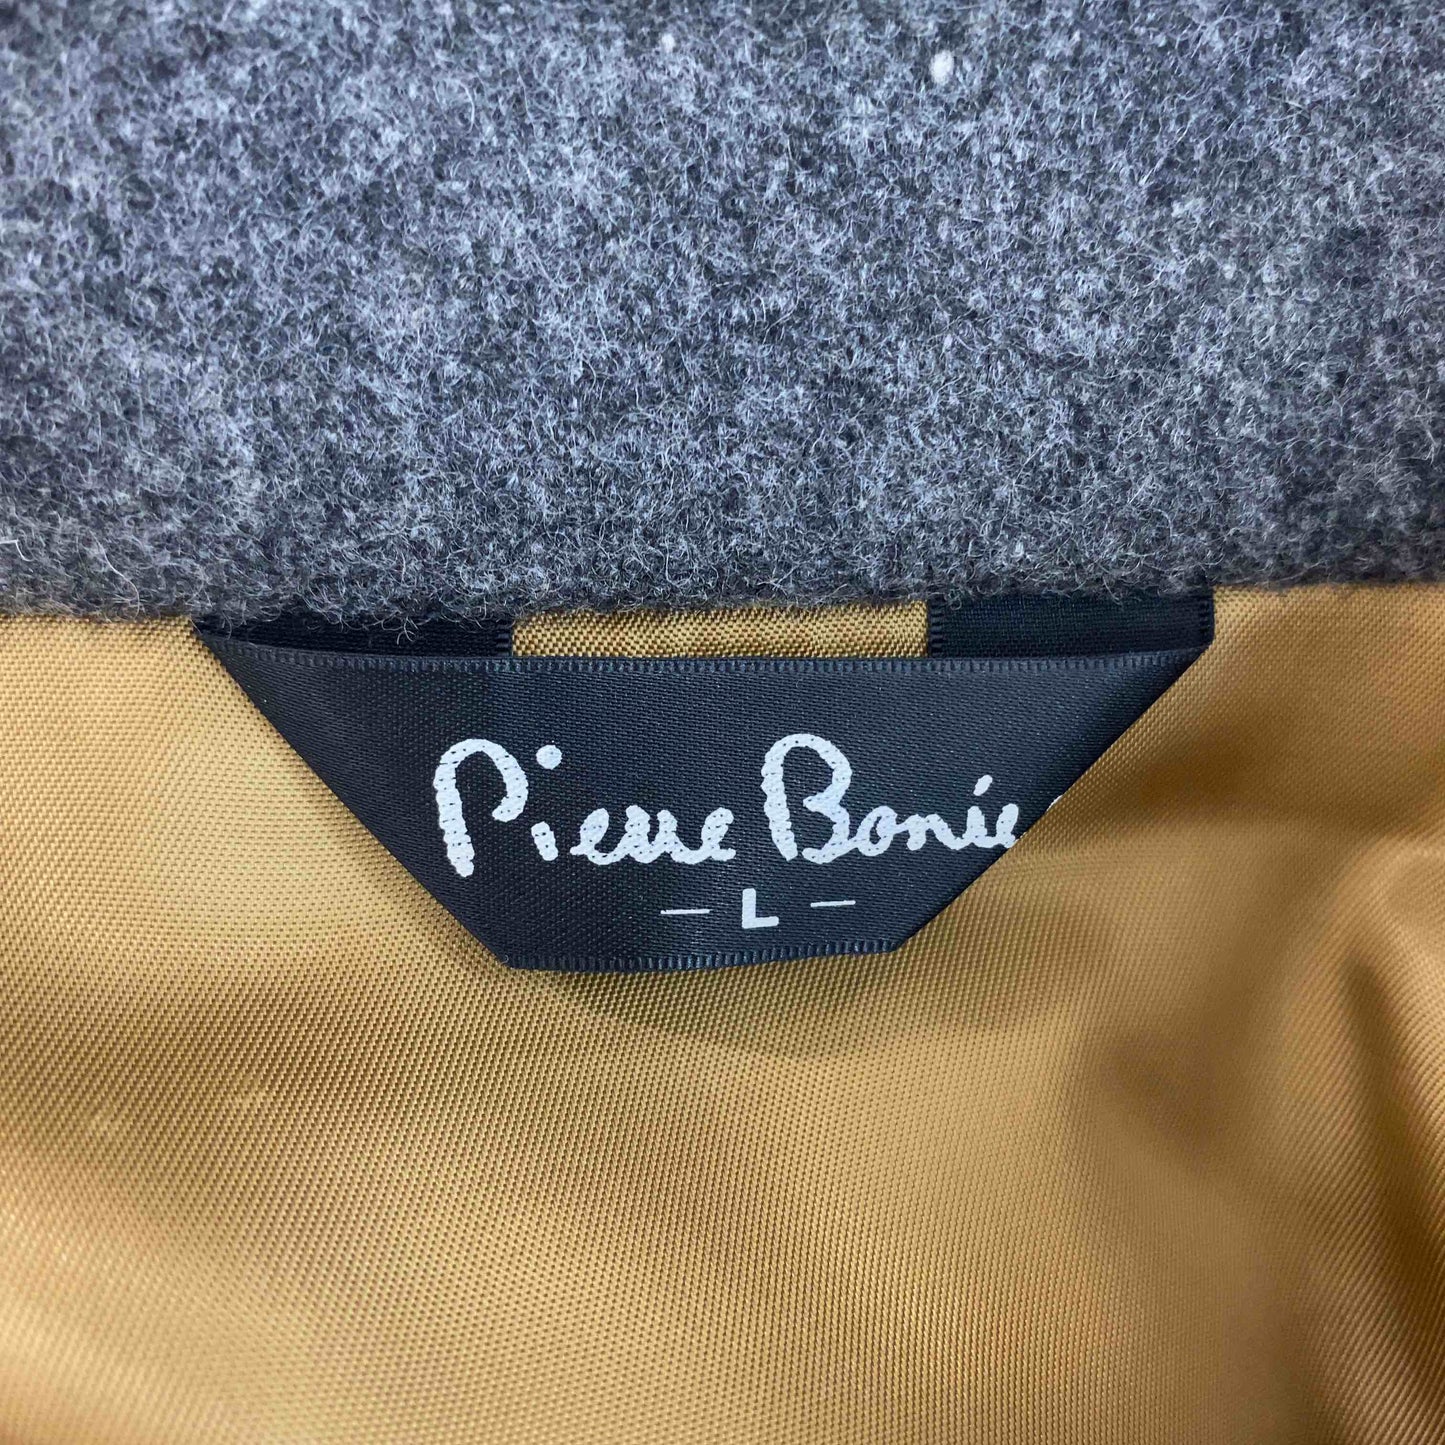 Pierre Bonie
- L -